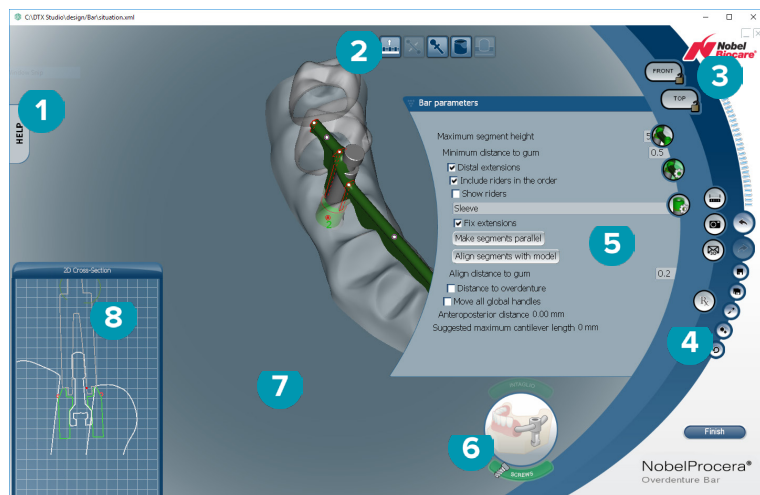 C:\DTX Studio\design\Bar\situation.xml
Nobel
Biocare
2
3
FRONT
TOP
1
HELP
Bar parameters
Maximum segment height 5
Minimum distance to gum 0.5
Distal extensions
Include riders in the order
Show riders
Sleeve
Fix extensions
Make segments parallel
5
Align segments with model
Align distance to gum 0.2
Distance to overdenture
Move all global handles
Anteroposterior distance 0.00 mm
Suggested maximum cantilever length 0 mm
2D Cross-Section
8
Rx
4
7
6
SCREWS
Finish
NobelProcera®
Overdenture Bar